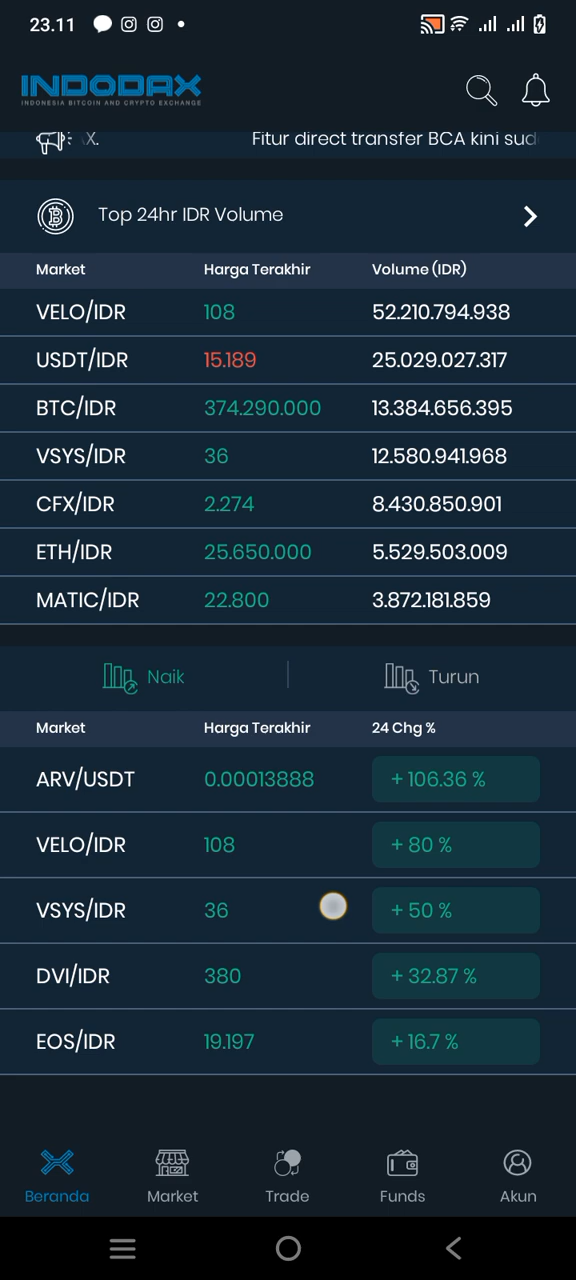 23.11
INDODAX
INDONESIA BITCOIN AND CRYPTO EXCHANGE
X. Fitur direct transfer BCA kini sud
Top 24hr IDR Volume
Market Harga Terakhir Volume (IDR)
VELO/IDR 108 52.210.794.938
USDT/IDR 15.189 25.029.027.317
BTC/IDR 374.290.000 13.384.656.395
VSYS/IDR 36 12.580.941.968
CFX/IDR 2.274 8.430.850.901
ETH/IDR 25.650.000 5.529.503.009
MATIC/IDR 22.800 3.872.181.859
Naik Turun
Market Harga Terakhir 24 Chg %
ARV/USDT 0.00013888 + 106.36 %
VELO/IDR 108 + 80 %
VSYS/IDR 36 + 50 %
DVI/IDR 380 + 32.87 %
EOS/IDR 19.197 + 16.7 %
Beranda Market Trade Funds Akun